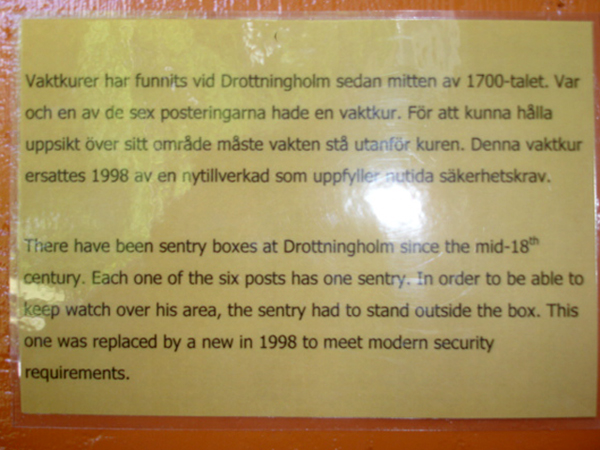 Vaktkurer har funnits vid Drottningholm sedan mitten av 1700-talet. Var
och en av de sex posteringarna hade en vaktkur. För att kunna hålla
uppsikt över sitt område måste vakten stå utanför kuren. Denna vaktkur
ersattes 1998 av en nytillverkad som uppfyller nutida säkerhetskrav.
There have been sentry boxes at Drottningholm since the mid-18th
century. Each one of the six posts has one sentry. In order to be able to
keep watch over his area, the sentry had to stand outside the box. This
one was replaced by a new in 1998 to meet modern security
requirements.